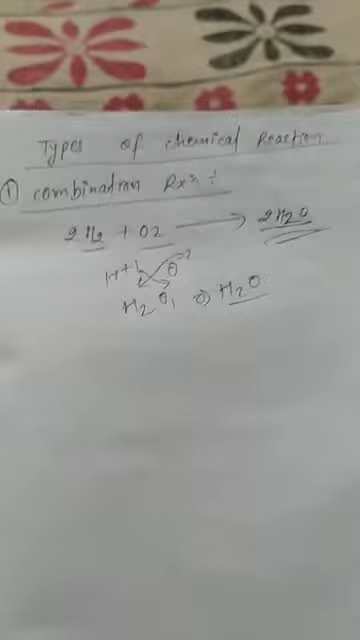 Types of chemical Reaction
① combination Rxn :-
2H2 + O2 → 2H2O
H+1 O-2
H2O1 ⇒ H2O